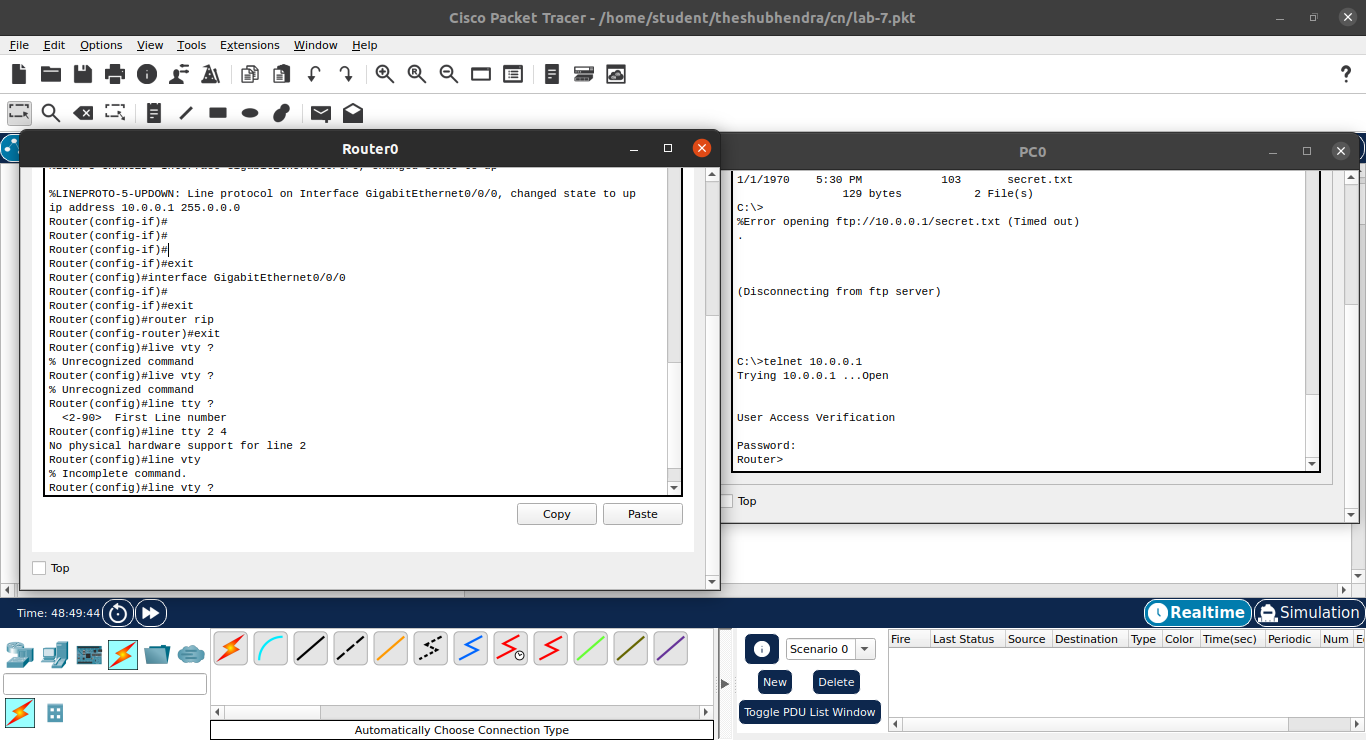 Cisco Packet Tracer - /home/student/theshubhendra/cn/lab-7.pkt
File Edit Options View Tools Extensions Window Help
?
Router0
%LINEPROTO-5-UPDOWN: Line protocol on Interface GigabitEthernet0/0/0, changed state to up
ip address 10.0.0.1 255.0.0.0
Router(config-if)#
Router(config-if)#
Router(config-if)#
Router(config-if)#exit
Router(config)#interface GigabitEthernet0/0/0
Router(config-if)#
Router(config-if)#exit
Router(config)#router rip
Router(config-router)#exit
Router(config)#live vty ?
% Unrecognized command
Router(config)#live vty ?
% Unrecognized command
Router(config)#line tty ?
<2-90>  First Line number
Router(config)#line tty 2 4
No physical hardware support for line 2
Router(config)#line vty
% Incomplete command.
Router(config)#line vty ?
Copy Paste
Top
PC0
1/1/1970    5:30 PM            103       secret.txt
129 bytes           2 File(s)
C:\>
%Error opening ftp://10.0.0.1/secret.txt (Timed out)
.
(Disconnecting from ftp server)
C:\>telnet 10.0.0.1
Trying 10.0.0.1 ...Open
User Access Verification
Password:
Router>
Top
Time: 48:49:44
Realtime Simulation
Automatically Choose Connection Type
Scenario 0
New Delete
Toggle PDU List Window
Fire Last Status Source Destination Type Color Time(sec) Periodic Num